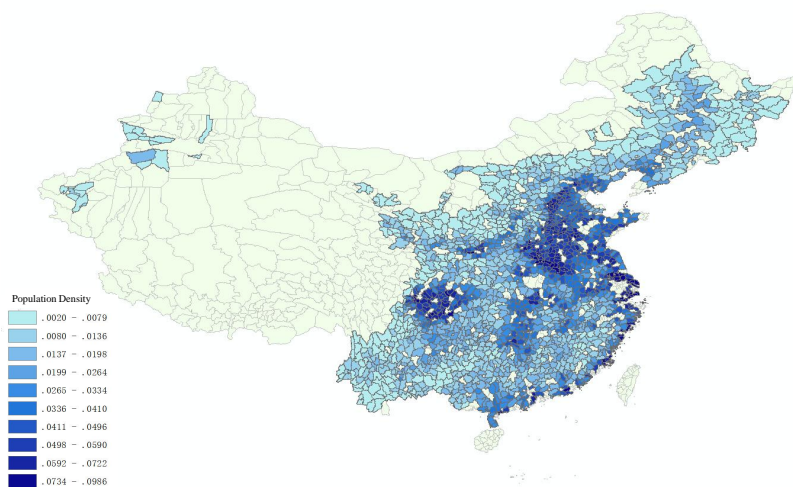 Population Density
.0020 - .0079
.0080 - .0136
.0137 - .0198
.0199 - .0264
.0265 - .0334
.0336 - .0410
.0411 - .0496
.0498 - .0590
.0592 - .0722
.0734 - .0986